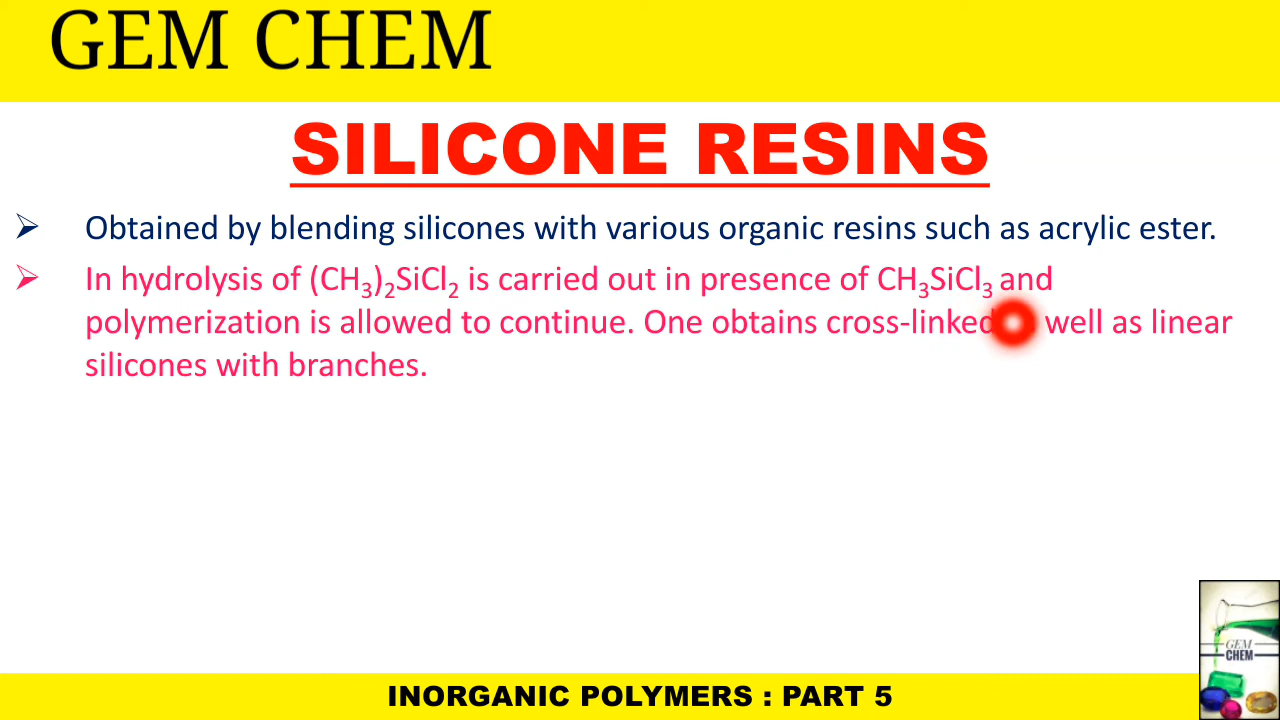 GEM CHEM
SILICONE RESINS
➢ Obtained by blending silicones with various organic resins such as acrylic ester.
➢ In hydrolysis of (CH₃)₂SiCl₂ is carried out in presence of CH₃SiCl₃ and
polymerization is allowed to continue. One obtains cross-linked well as linear
silicones with branches.
GEM
CHEM
INORGANIC POLYMERS : PART 5